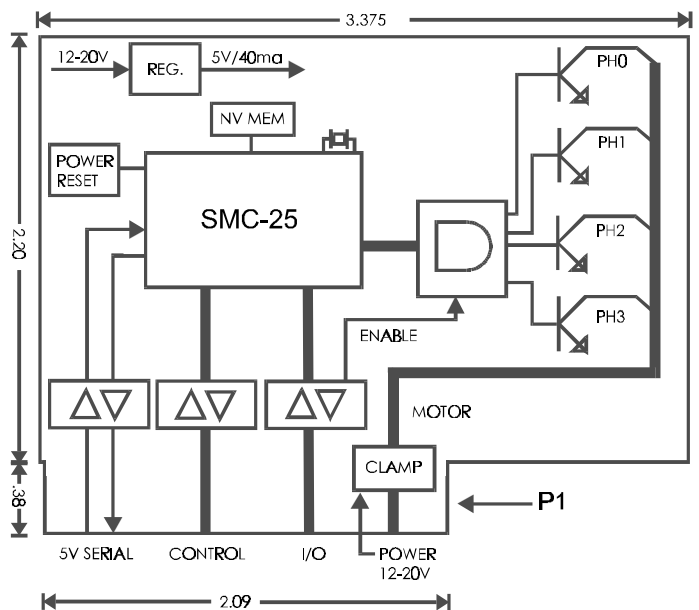 3.375
12-20V
REG.
5V/40ma
PH0
NV MEM
POWER
RESET
PH1
SMC-25
2.20
PH2
PH3
ENABLE
MOTOR
CLAMP
.38
P1
5V SERIAL
CONTROL
I/O
POWER
12-20V
2.09